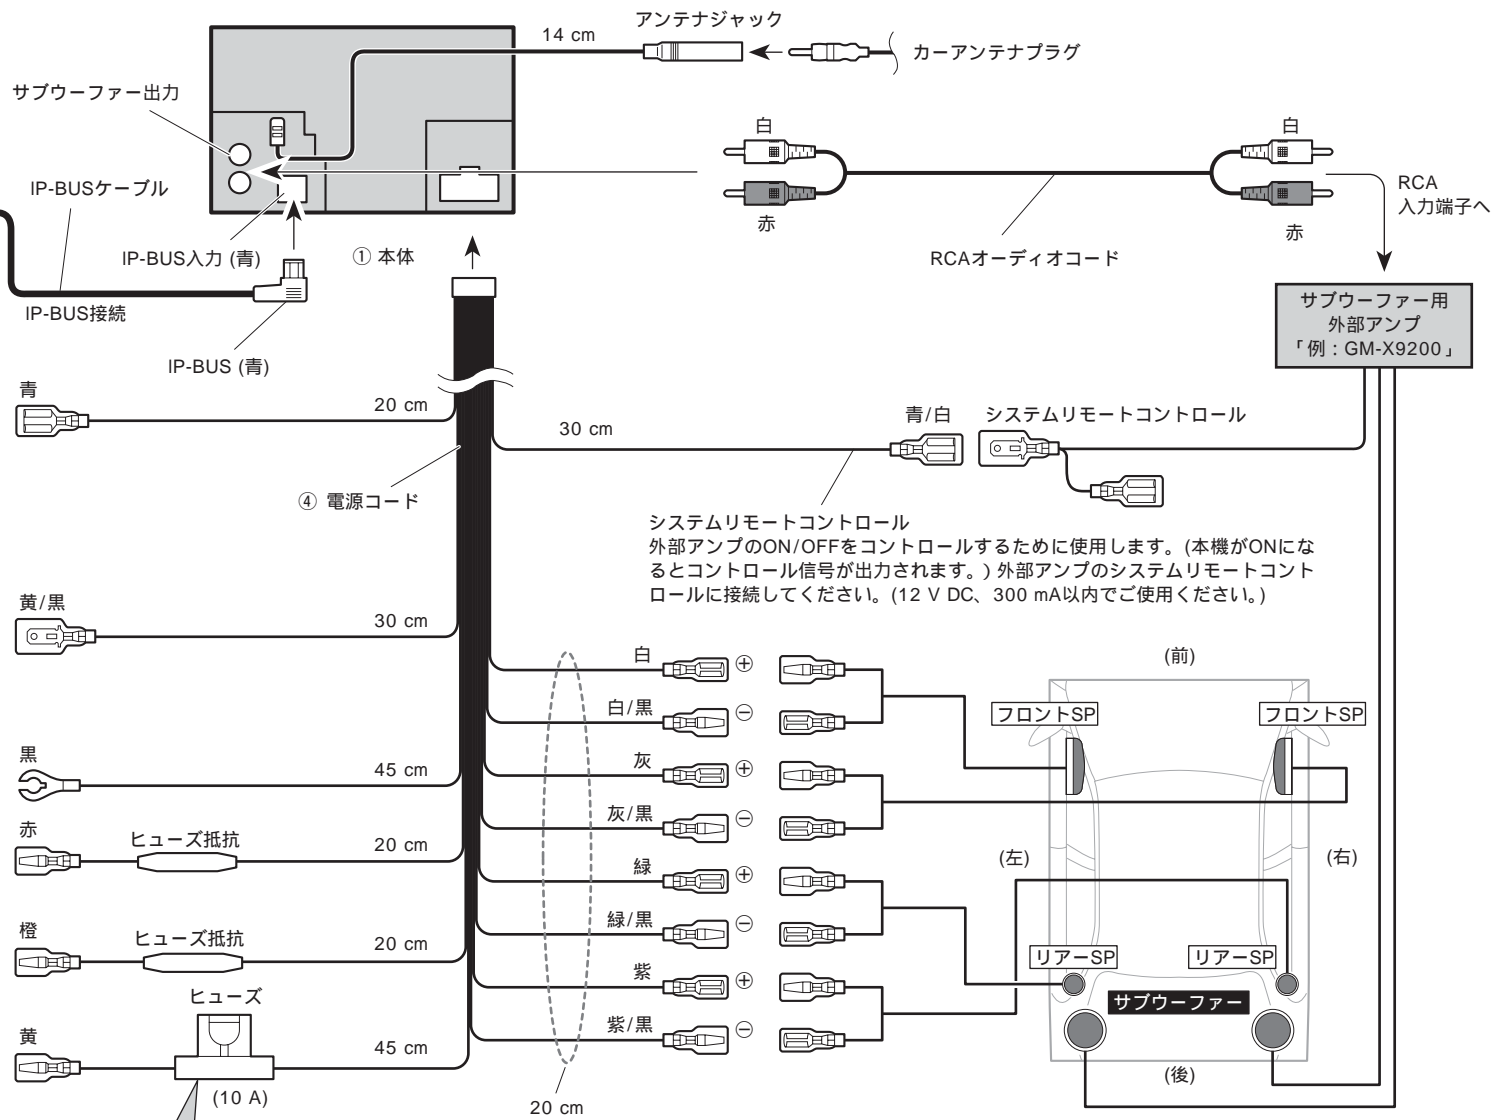 アンテナジャック
14 cm
カーアンテナプラグ
サブウーファー出力
白
白
IP-BUSケーブル
RCA
入力端子へ
赤
赤
IP-BUS入力 (青)
① 本体
RCAオーディオコード
IP-BUS接続
サブウーファー用
外部アンプ
「例：GM-X9200」
IP-BUS (青)
青
20 cm
30 cm
青/白
システムリモートコントロール
④ 電源コード
システムリモートコントロール
外部アンプのON/OFFをコントロールするために使用します。(本機がONにな
るとコントロール信号が出力されます。) 外部アンプのシステムリモートコント
ロールに接続してください。(12 V DC、300 mA以内でご使用ください。)
黄/黒
30 cm
白
⊕
(前)
白/黒
⊖
フロントSP
フロントSP
黒
45 cm
灰
⊕
灰/黒
⊖
赤
ヒューズ抵抗
20 cm
(左)
(右)
緑
⊕
緑/黒
⊖
橙
ヒューズ抵抗
20 cm
リアーSP
リアーSP
紫
⊕
サブウーファー
ヒューズ
紫/黒
⊖
黄
45 cm
(後)
(10 A)
20 cm